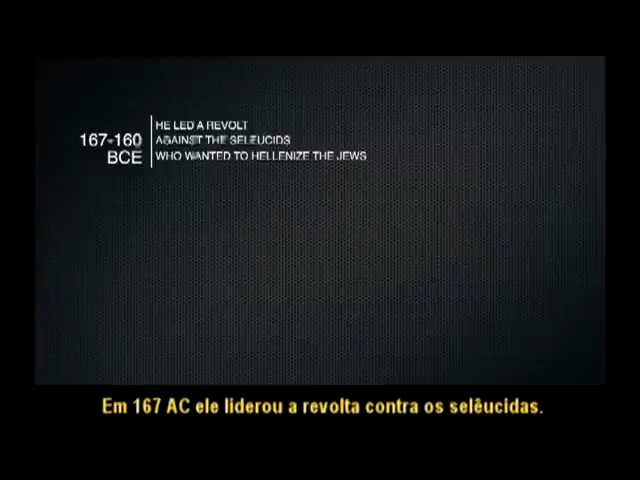 167-160
BCE
HE LED A REVOLT
AGAINST THE SELEUCIDS
WHO WANTED TO HELLENIZE THE JEWS
Em 167 AC ele liderou a revolta contra os selêucidas.